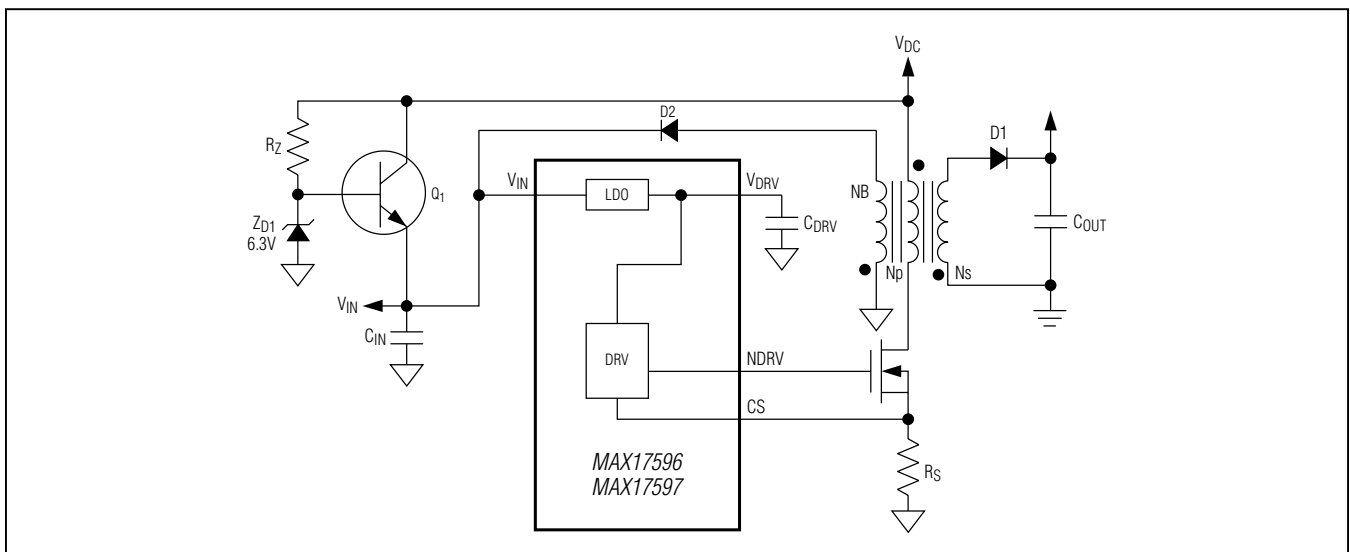 VDC
D2
D1
RZ
Q1
VIN
LDO
VDRV
NB
CDRV
COUT
ZD1
6.3V
Np
Ns
VIN
CIN
DRV
NDRV
CS
MAX17596
MAX17597
RS